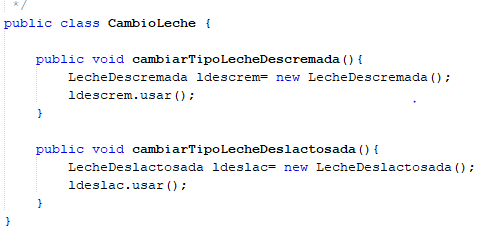 */
public class CambioLeche {
public void cambiarTipoLecheDescremada(){
LecheDescremada ldescrem= new LecheDescremada();
ldescrem.usar();
}
public void cambiarTipoLecheDeslactosada(){
LecheDeslactosada ldeslac= new LecheDeslactosada();
ldeslac.usar();
}
}